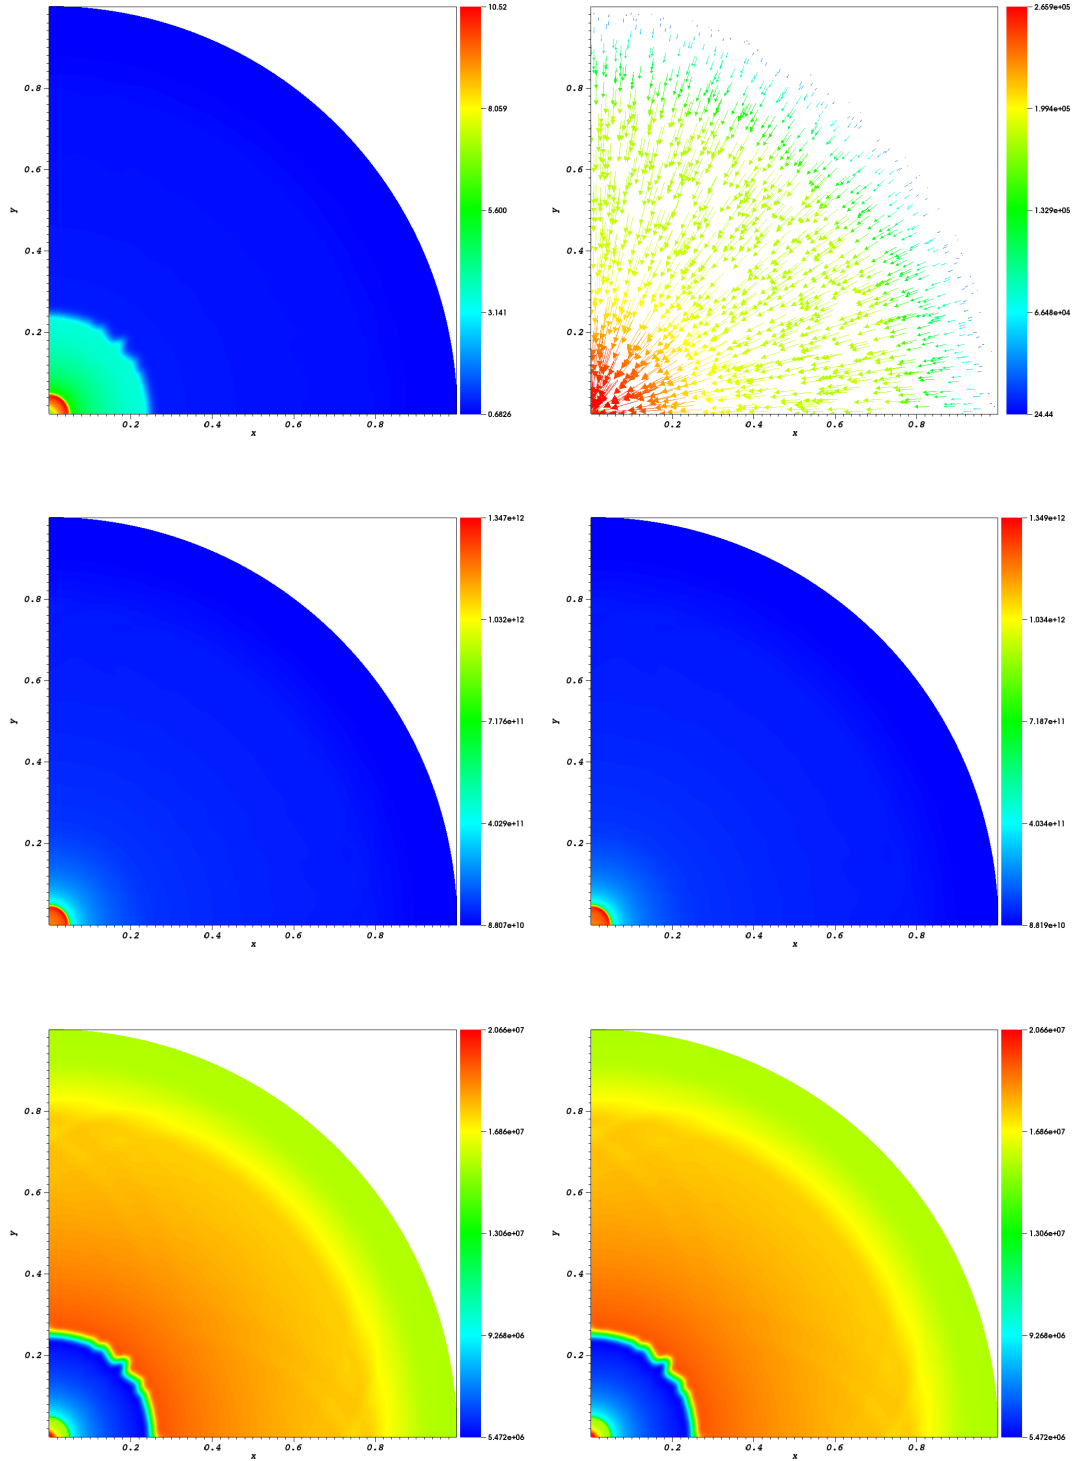 10.52
8.059
5.600
3.141
0.6826
0.8
0.6
0.4
0.2
y
0.2 0.4 0.6 0.8
x
2.659e+05
1.994e+05
1.329e+05
6.648e+04
24.44
0.8
0.6
0.4
0.2
y
0.2 0.4 0.6 0.8
x
1.347e+12
1.032e+12
7.176e+11
4.029e+11
8.807e+10
0.8
0.6
0.4
0.2
y
0.2 0.4 0.6 0.8
x
1.349e+12
1.034e+12
7.187e+11
4.034e+11
8.819e+10
0.8
0.6
0.4
0.2
y
0.2 0.4 0.6 0.8
x
2.066e+07
1.686e+07
1.306e+07
9.268e+06
5.472e+06
0.8
0.6
0.4
0.2
y
0.2 0.4 0.6 0.8
x
2.066e+07
1.686e+07
1.306e+07
9.268e+06
5.472e+06
0.8
0.6
0.4
0.2
y
0.2 0.4 0.6 0.8
x